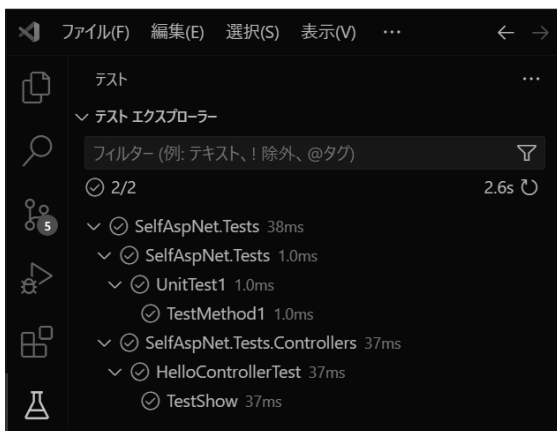 ファイル(F) 編集(E) 選択(S) 表示(V) …
テスト
テスト エクスプローラー
フィルター (例: テキスト、! 除外、@タグ)
2/2 2.6s
5
SelfAspNet.Tests 38ms
SelfAspNet.Tests 1.0ms
UnitTest1 1.0ms
TestMethod1 1.0ms
SelfAspNet.Tests.Controllers 37ms
HelloControllerTest 37ms
TestShow 37ms